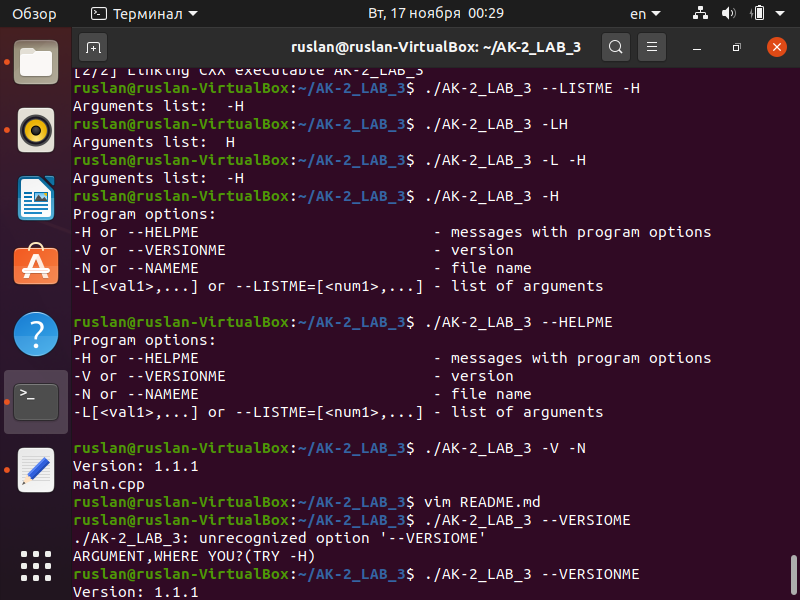 Обзор Терминал Вт, 17 ноября 00:29 en
ruslan@ruslan-VirtualBox: ~/AK-2_LAB_3
[2/2] Linking CXX executable AK-2_LAB_3
ruslan@ruslan-VirtualBox:~/AK-2_LAB_3$ ./AK-2_LAB_3 --LISTME -H
Arguments list:  -H
ruslan@ruslan-VirtualBox:~/AK-2_LAB_3$ ./AK-2_LAB_3 -LH
Arguments list:  H
ruslan@ruslan-VirtualBox:~/AK-2_LAB_3$ ./AK-2_LAB_3 -L -H
Arguments list:  -H
ruslan@ruslan-VirtualBox:~/AK-2_LAB_3$ ./AK-2_LAB_3 -H
Program options:
-H or --HELPME                          - messages with program options
-V or --VERSIONME                       - version
-N or --NAMEME                          - file name
-L[<val1>,...] or --LISTME=[<num1>,...] - list of arguments
ruslan@ruslan-VirtualBox:~/AK-2_LAB_3$ ./AK-2_LAB_3 --HELPME
Program options:
-H or --HELPME                          - messages with program options
-V or --VERSIONME                       - version
-N or --NAMEME                          - file name
-L[<val1>,...] or --LISTME=[<num1>,...] - list of arguments
ruslan@ruslan-VirtualBox:~/AK-2_LAB_3$ ./AK-2_LAB_3 -V -N
Version: 1.1.1
main.cpp
ruslan@ruslan-VirtualBox:~/AK-2_LAB_3$ vim README.md
ruslan@ruslan-VirtualBox:~/AK-2_LAB_3$ ./AK-2_LAB_3 --VERSIOME
./AK-2_LAB_3: unrecognized option '--VERSIOME'
ARGUMENT,WHERE YOU?(TRY -H)
ruslan@ruslan-VirtualBox:~/AK-2_LAB_3$ ./AK-2_LAB_3 --VERSIONME
Version: 1.1.1